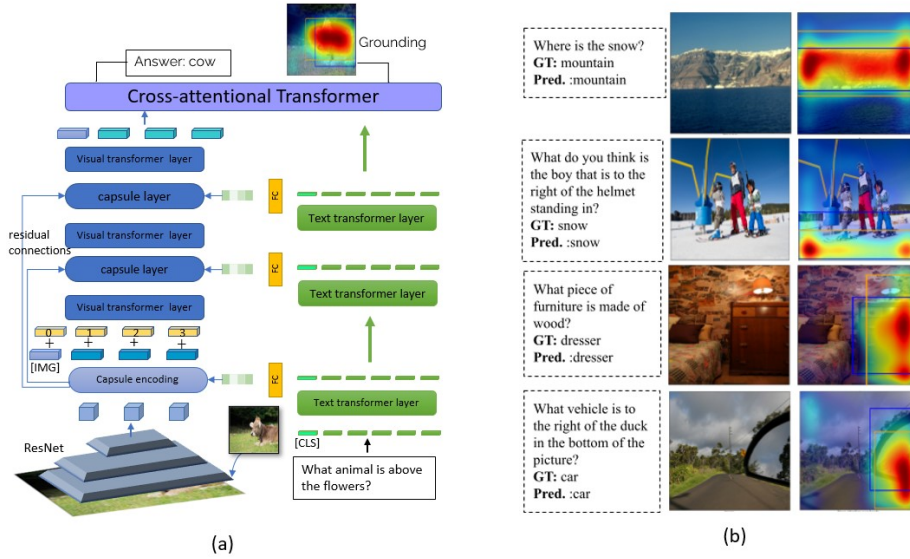 Answer: cow
Grounding
Cross-attentional Transformer
Visual transformer layer
capsule layer
FC
Text transformer layer
residual
connections
Visual transformer layer
capsule layer
FC
Text transformer layer
Visual transformer layer
0 1 2 3
+ + + +
[IMG]
Capsule encoding
FC
Text transformer layer
ResNet
[CLS]
What animal is above
the flowers?
(a)
Where is the snow?
GT: mountain
Pred. :mountain
What do you think is
the boy that is to the
right of the helmet
standing in?
GT: snow
Pred. :snow
What piece of
furniture is made of
wood?
GT: dresser
Pred. :dresser
What vehicle is to
the right of the duck
in the bottom of the
picture?
GT: car
Pred. :car
(b)